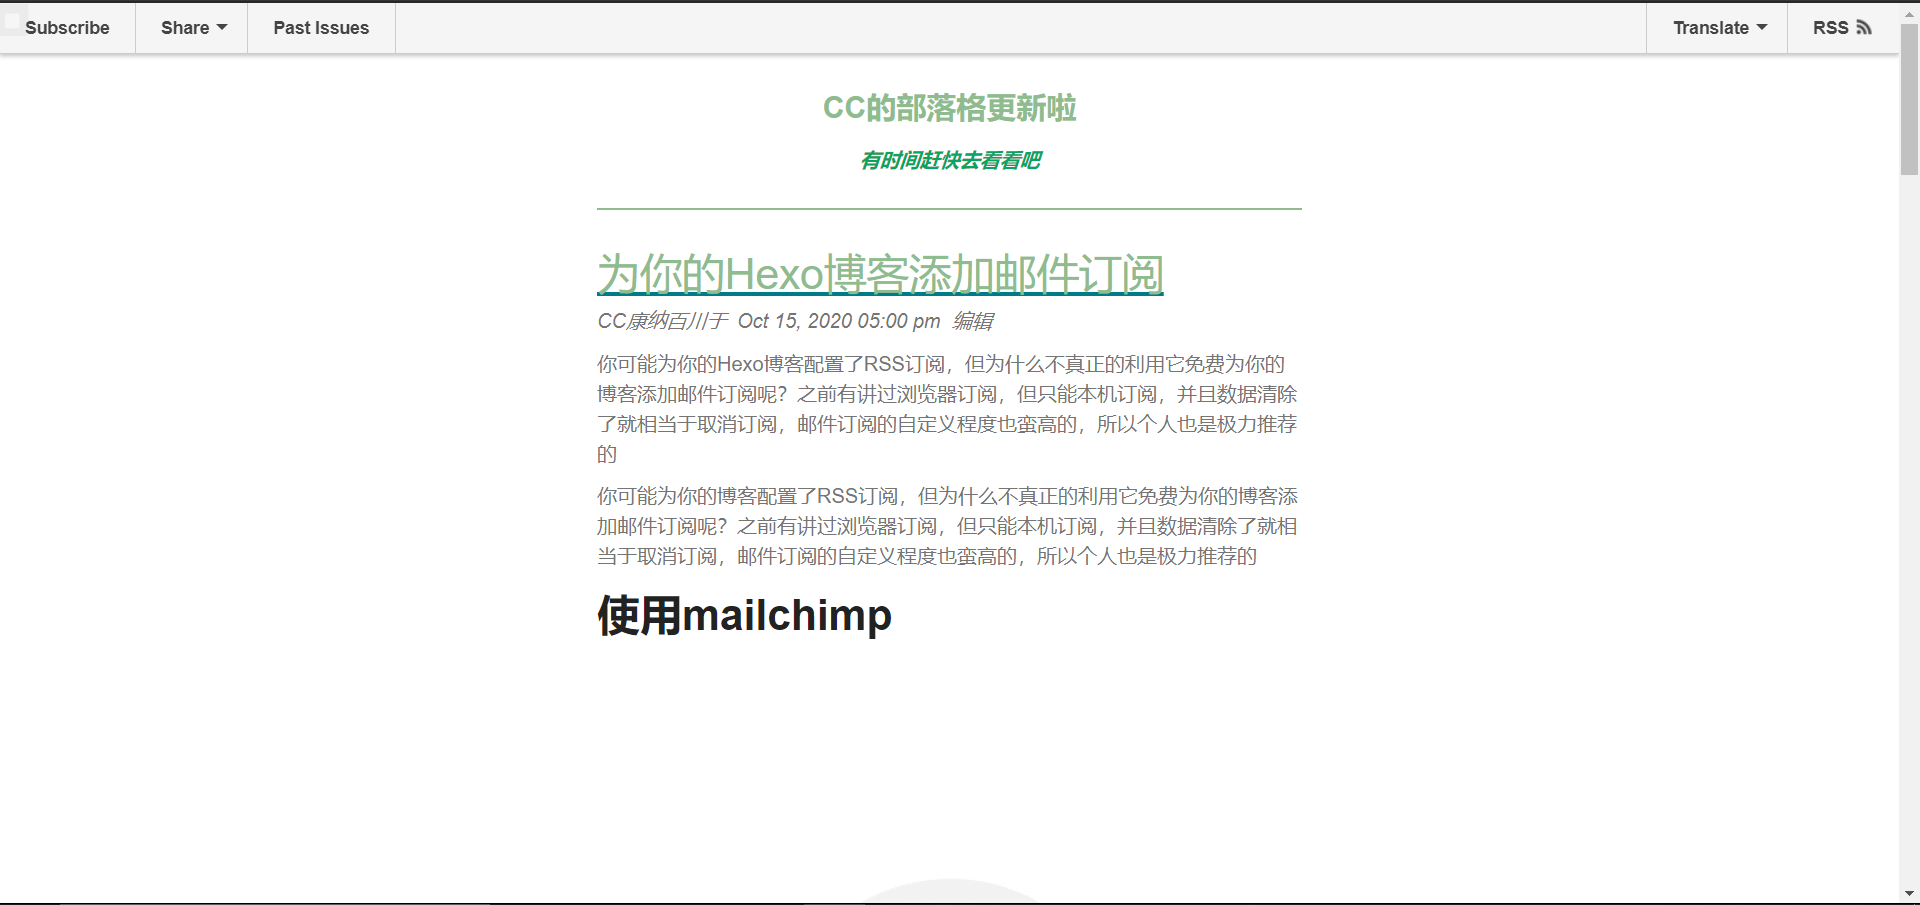 Subscribe
Share
Past Issues
Translate
RSS
CC的部落格更新啦
有时间赶快去看看吧
为你的Hexo博客添加邮件订阅
CC康纳百川于 Oct 15, 2020 05:00 pm 编辑
你可能为你的Hexo博客配置了RSS订阅，但为什么不真正的利用它免费为你的
博客添加邮件订阅呢？之前有讲过浏览器订阅，但只能本机订阅，并且数据清除
了就相当于取消订阅，邮件订阅的自定义程度也蛮高的，所以个人也是极力推荐
的
你可能为你的博客配置了RSS订阅，但为什么不真正的利用它免费为你的博客添
加邮件订阅呢？之前有讲过浏览器订阅，但只能本机订阅，并且数据清除了就相
当于取消订阅，邮件订阅的自定义程度也蛮高的，所以个人也是极力推荐的
使用mailchimp